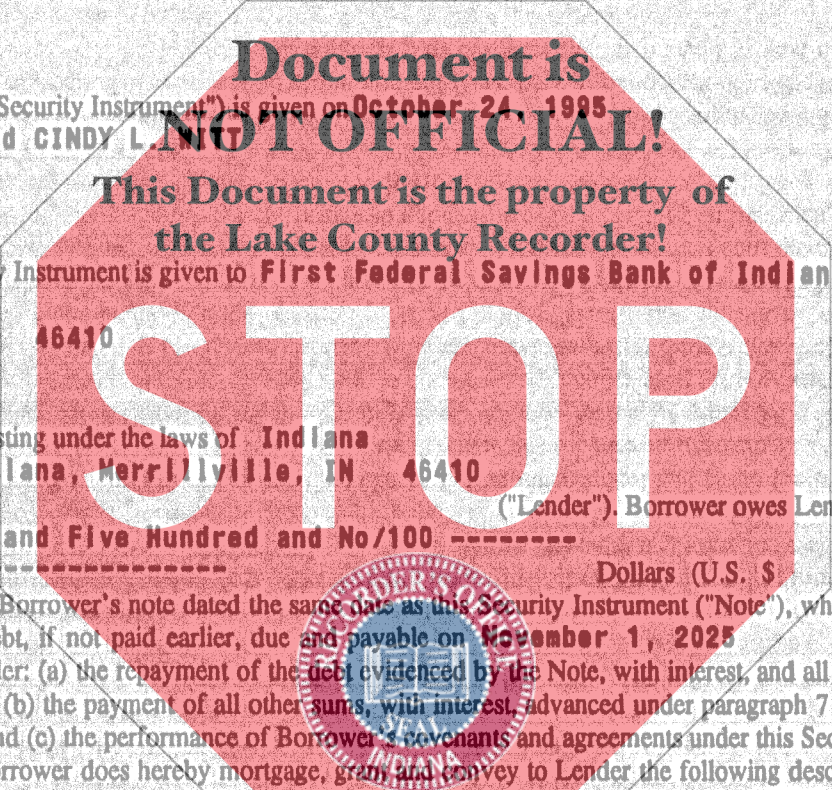 Document is
Security Instrument") is given on October 24, 1995
NOT OFFICIAL!
d CINDY L. WITT
This Document is the property of
the Lake County Recorder!
Instrument is given to First Federal Savings Bank of Indian
46410
STOP
sting under the laws of Indiana
iana, Merrillville, IN 46410
("Lender"). Borrower owes Len
and Five Hundred and No/100 --------
---------------
Dollars (U.S. $
Borrower's note dated the same date as this Security Instrument ("Note"), wh
bt, if not paid earlier, due and payable on November 1, 2025
er: (a) the repayment of the debt evidenced by the Note, with interest, and all
(b) the payment of all other sums, with interest, advanced under paragraph 7
nd (c) the performance of Borrower's covenants and agreements under this Sec
rrower does hereby mortgage, grant and convey to Lender the following desc
RECORDER'S OFFICE
SEAL
INDIANA